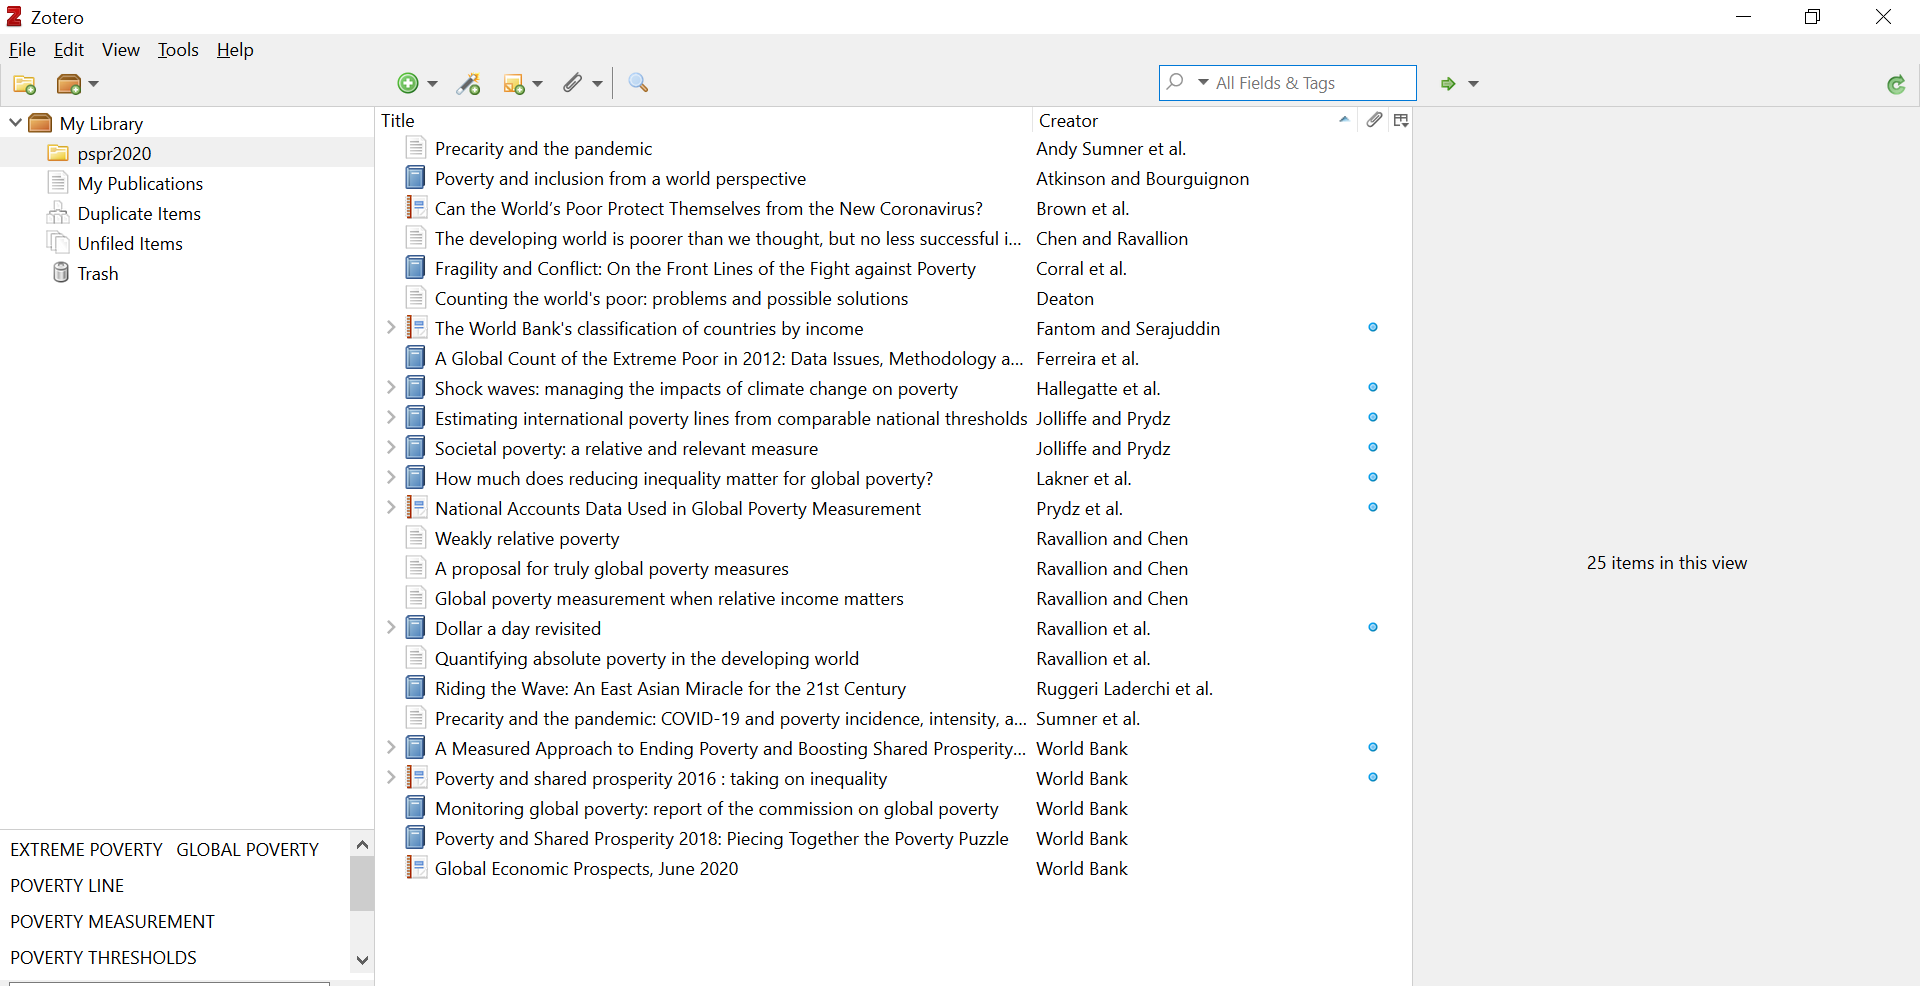 Zotero
File Edit View Tools Help
All Fields & Tags
My Library
pspr2020
My Publications
Duplicate Items
Unfiled Items
Trash
EXTREME POVERTY GLOBAL POVERTY
POVERTY LINE
POVERTY MEASUREMENT
POVERTY THRESHOLDS
Title Creator
Precarity and the pandemic Andy Sumner et al.
Poverty and inclusion from a world perspective Atkinson and Bourguignon
Can the World's Poor Protect Themselves from the New Coronavirus? Brown et al.
The developing world is poorer than we thought, but no less successful i... Chen and Ravallion
Fragility and Conflict: On the Front Lines of the Fight against Poverty Corral et al.
Counting the world's poor: problems and possible solutions Deaton
The World Bank's classification of countries by income Fantom and Serajuddin
A Global Count of the Extreme Poor in 2012: Data Issues, Methodology a... Ferreira et al.
Shock waves: managing the impacts of climate change on poverty Hallegatte et al.
Estimating international poverty lines from comparable national thresholds Jolliffe and Prydz
Societal poverty: a relative and relevant measure Jolliffe and Prydz
How much does reducing inequality matter for global poverty? Lakner et al.
National Accounts Data Used in Global Poverty Measurement Prydz et al.
Weakly relative poverty Ravallion and Chen
A proposal for truly global poverty measures Ravallion and Chen
Global poverty measurement when relative income matters Ravallion and Chen
Dollar a day revisited Ravallion et al.
Quantifying absolute poverty in the developing world Ravallion et al.
Riding the Wave: An East Asian Miracle for the 21st Century Ruggeri Laderchi et al.
Precarity and the pandemic: COVID-19 and poverty incidence, intensity, a... Sumner et al.
A Measured Approach to Ending Poverty and Boosting Shared Prosperity... World Bank
Poverty and shared prosperity 2016 : taking on inequality World Bank
Monitoring global poverty: report of the commission on global poverty World Bank
Poverty and Shared Prosperity 2018: Piecing Together the Poverty Puzzle World Bank
Global Economic Prospects, June 2020 World Bank
25 items in this view